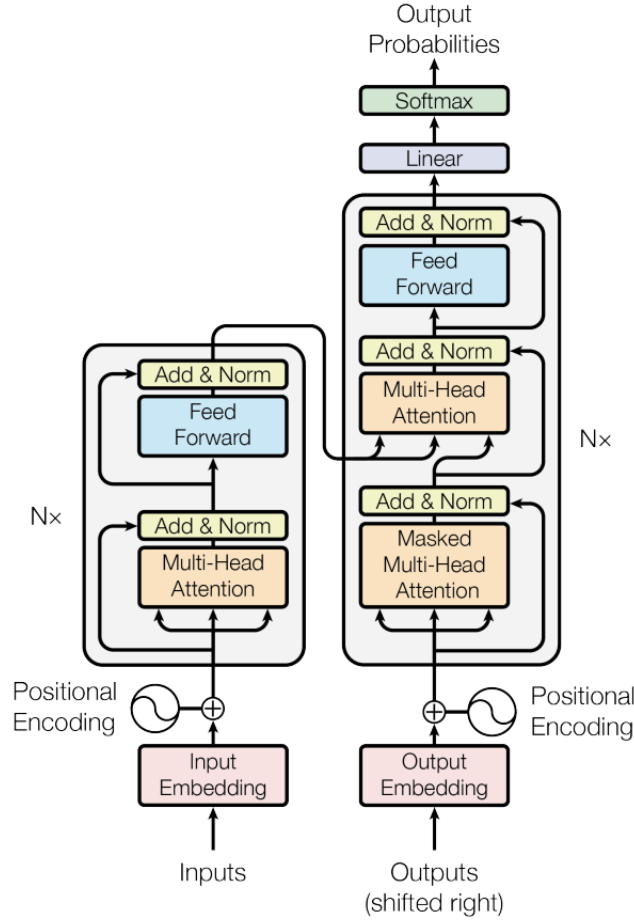 Output
Probabilities
Softmax
Linear
Add & Norm
Feed
Forward
Add & Norm
Multi-Head
Attention
Add & Norm
Masked
Multi-Head
Attention
N×
Add & Norm
Feed
Forward
Add & Norm
Multi-Head
Attention
N×
Positional
Encoding
Positional
Encoding
Input
Embedding
Output
Embedding
Inputs
Outputs
(shifted right)